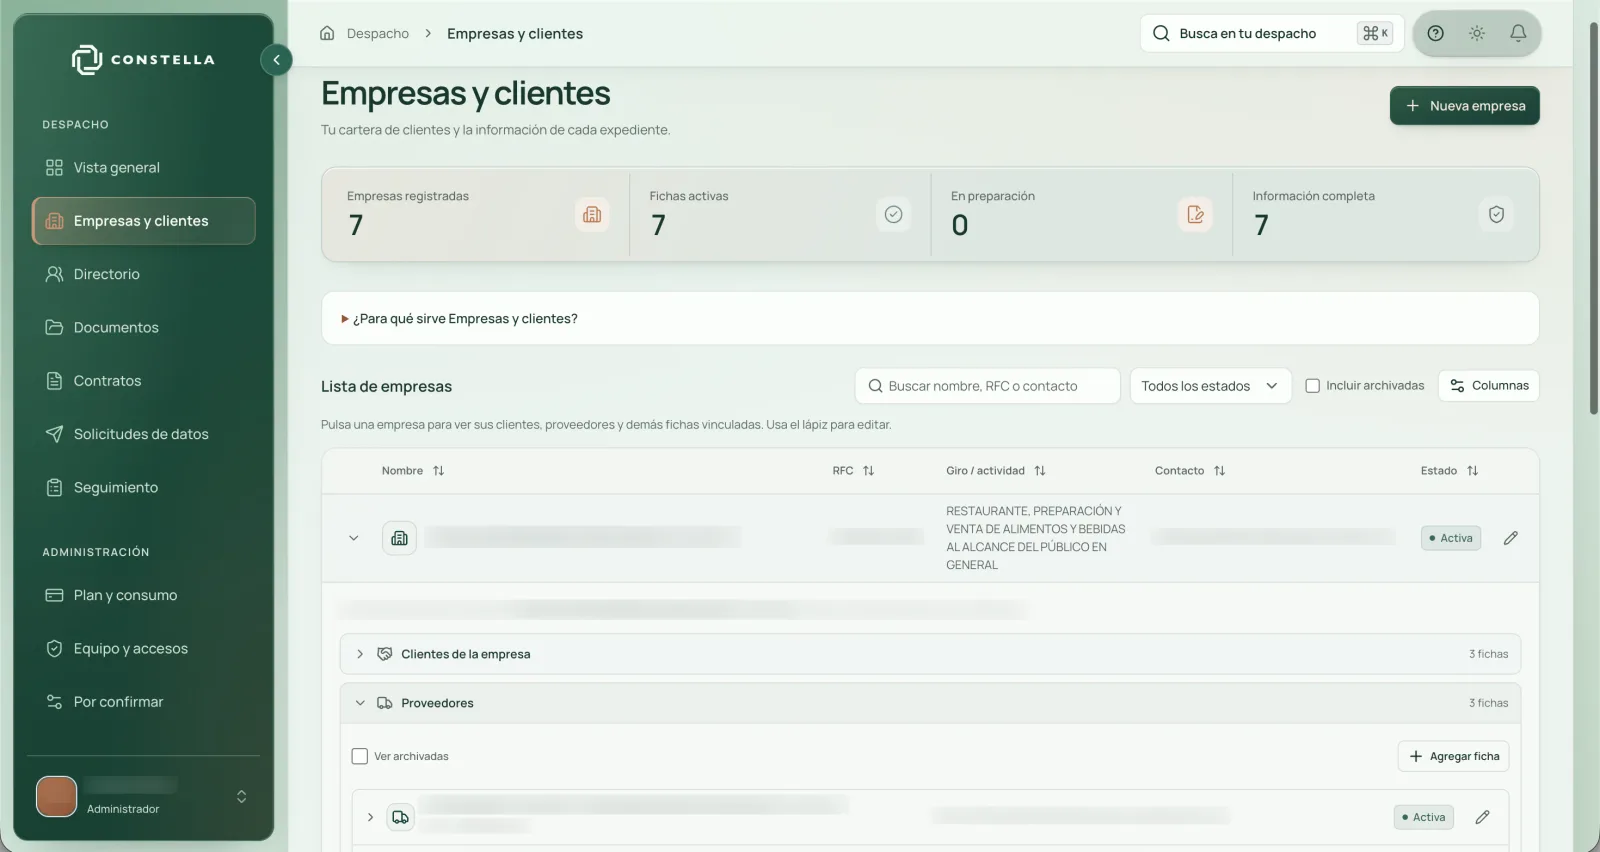 CONSTELLA
DESPACHO
Vista general
Empresas y clientes
Directorio
Documentos
Contratos
Solicitudes de datos
Seguimiento
ADMINISTRACIÓN
Plan y consumo
Equipo y accesos
Por confirmar
Administrador
Despacho > Empresas y clientes
Busca en tu despacho ⌘ K
Empresas y clientes
Tu cartera de clientes y la información de cada expediente.
+ Nueva empresa
Empresas registradas
7
Fichas activas
7
En preparación
0
Información completa
7
¿Para qué sirve Empresas y clientes?
Lista de empresas
Buscar nombre, RFC o contacto
Todos los estados
Incluir archivadas
Columnas
Pulsa una empresa para ver sus clientes, proveedores y demás fichas vinculadas. Usa el lápiz para editar.
Nombre RFC Giro / actividad Contacto Estado
RESTAURANTE, PREPARACIÓN Y
VENTA DE ALIMENTOS Y BEBIDAS
AL ALCANCE DEL PÚBLICO EN
GENERAL
Activa
Clientes de la empresa 3 fichas
Proveedores 3 fichas
Ver archivadas
+ Agregar ficha
Activa